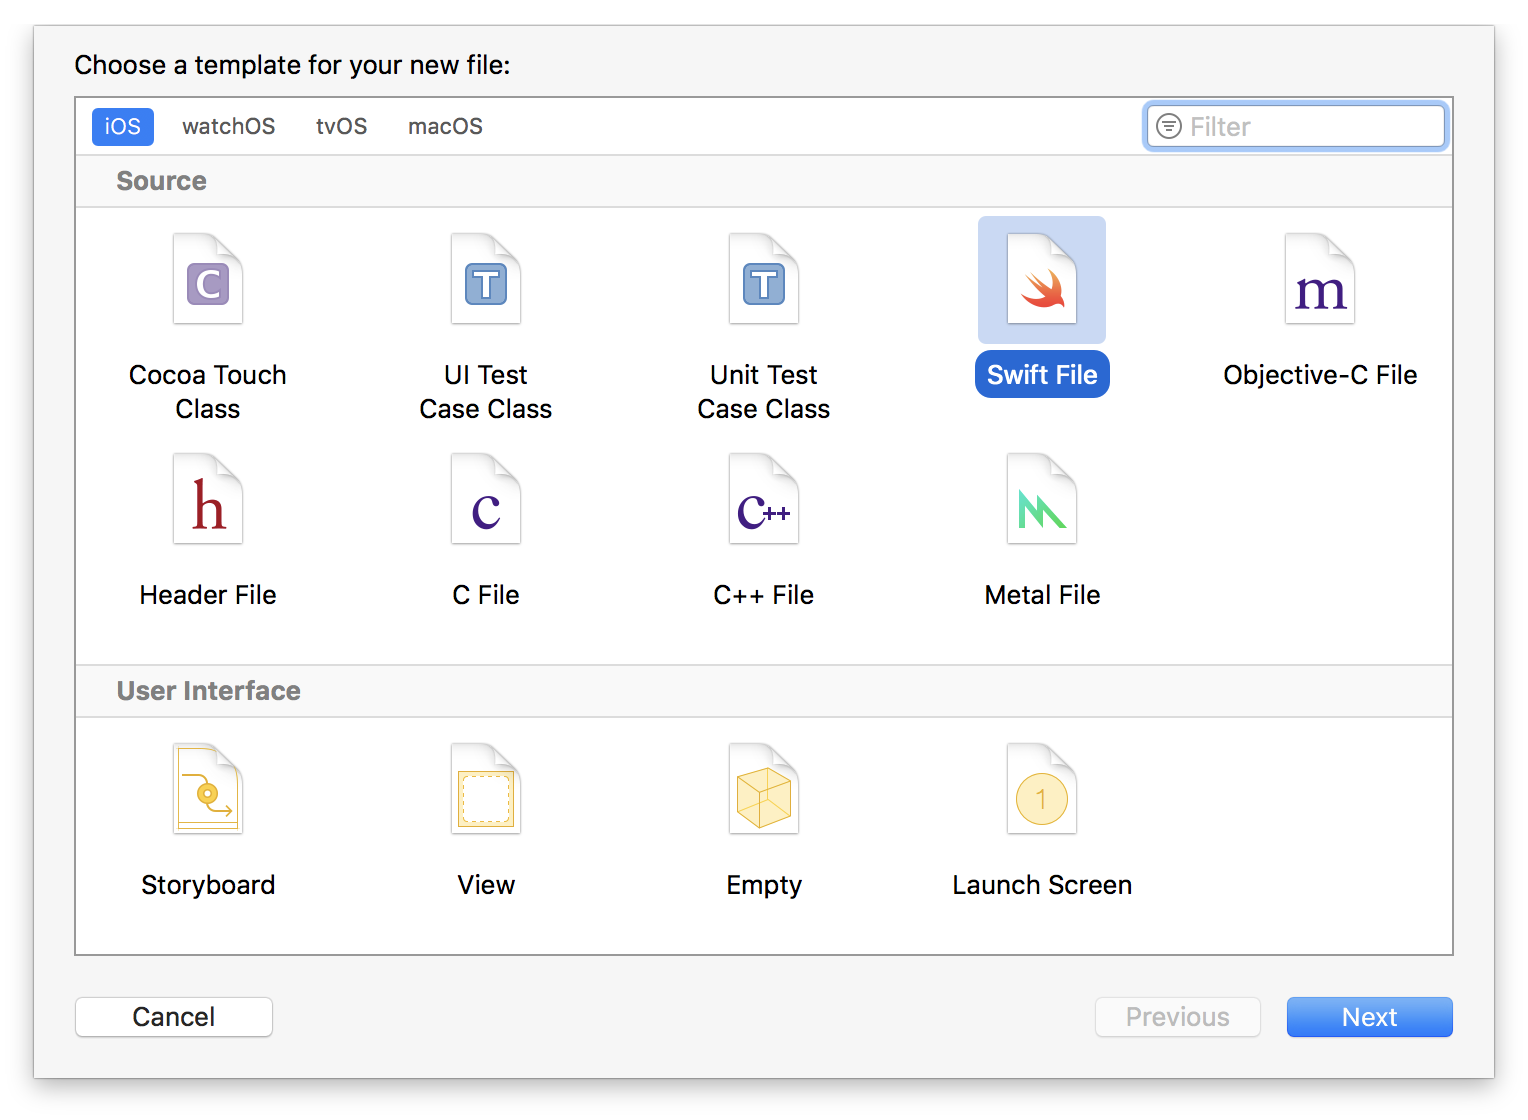 Choose a template for your new file:
iOS watchOS tvOS macOS Filter
Source
C T T m
Cocoa Touch Class
UI Test Case Class
Unit Test Case Class
Swift File
Objective-C File
h c C++
Header File
C File
C++ File
Metal File
User Interface
1
Storyboard
View
Empty
Launch Screen
Cancel Previous Next